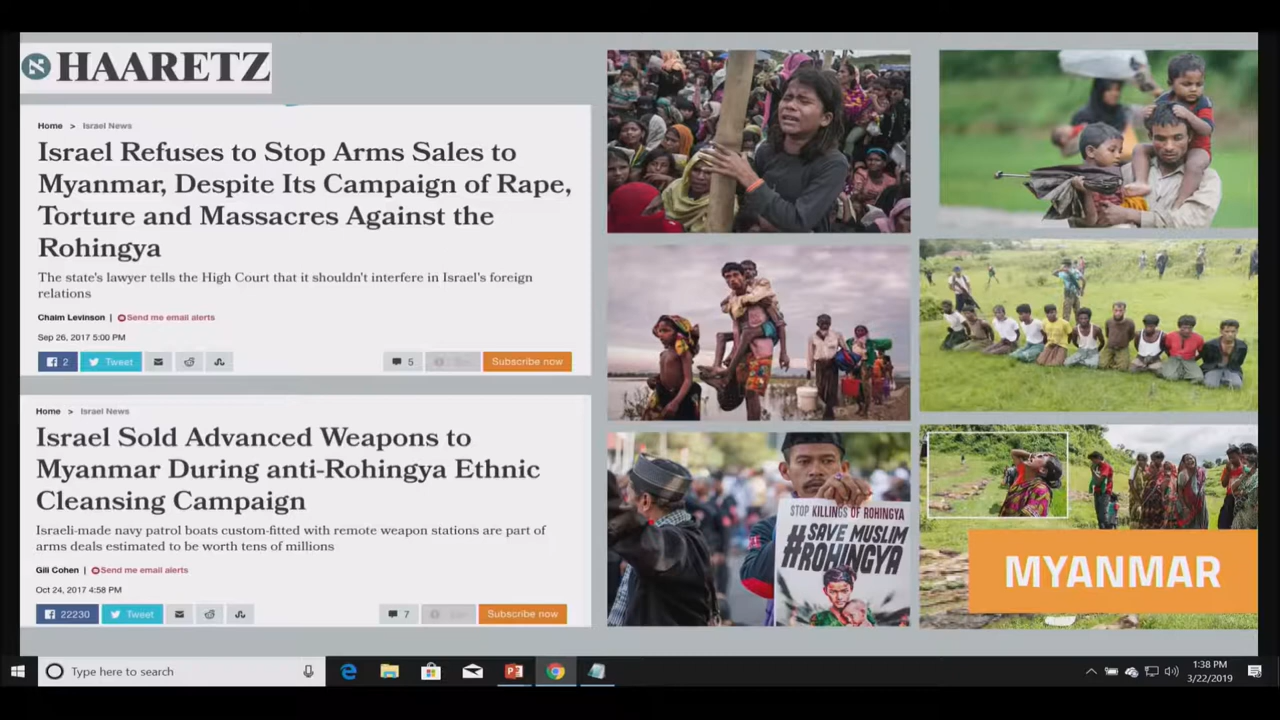 HAARETZ
Home > Israel News
Israel Refuses to Stop Arms Sales to
Myanmar, Despite Its Campaign of Rape,
Torture and Massacres Against the
Rohingya
The state's lawyer tells the High Court that it shouldn't interfere in Israel's foreign
relations
Chaim Levinson | Send me email alerts
Sep 26, 2017 5:00 PM
2 Tweet 5 Subscribe now
Home > Israel News
Israel Sold Advanced Weapons to
Myanmar During anti-Rohingya Ethnic
Cleansing Campaign
Israeli-made navy patrol boats custom-fitted with remote weapon stations are part of
arms deals estimated to be worth tens of millions
Gili Cohen | Send me email alerts
Oct 24, 2017 4:58 PM
22230 Tweet 7 Subscribe now
STOP KILLINGS OF ROHINGYA
#SAVE MUSLIM
ROHINGYA
MYANMAR
Type here to search
1:38 PM
3/22/2019